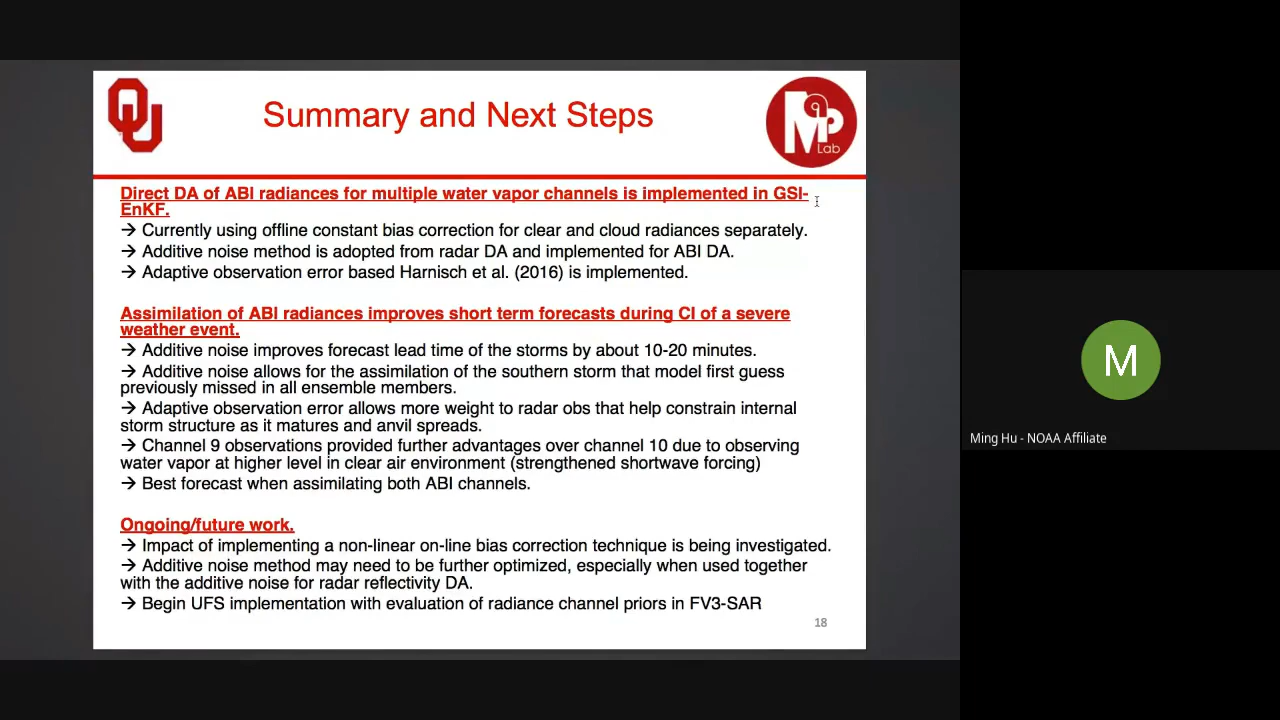 Summary and Next Steps
MAP
Lab
Direct DA of ABI radiances for multiple water vapor channels is implemented in GSI-
EnKF.
→ Currently using offline constant bias correction for clear and cloud radiances separately.
→ Additive noise method is adopted from radar DA and implemented for ABI DA.
→ Adaptive observation error based Harnisch et al. (2016) is implemented.
Assimilation of ABI radiances improves short term forecasts during CI of a severe
weather event.
→ Additive noise improves forecast lead time of the storms by about 10-20 minutes.
→ Additive noise allows for the assimilation of the southern storm that model first guess
previously missed in all ensemble members.
→ Adaptive observation error allows more weight to radar obs that help constrain internal
storm structure as it matures and anvil spreads.
→ Channel 9 observations provided further advantages over channel 10 due to observing
water vapor at higher level in clear air environment (strengthened shortwave forcing)
→ Best forecast when assimilating both ABI channels.
Ongoing/future work.
→ Impact of implementing a non-linear on-line bias correction technique is being investigated.
→ Additive noise method may need to be further optimized, especially when used together
with the additive noise for radar reflectivity DA.
→ Begin UFS implementation with evaluation of radiance channel priors in FV3-SAR
18
M
Ming Hu - NOAA Affiliate